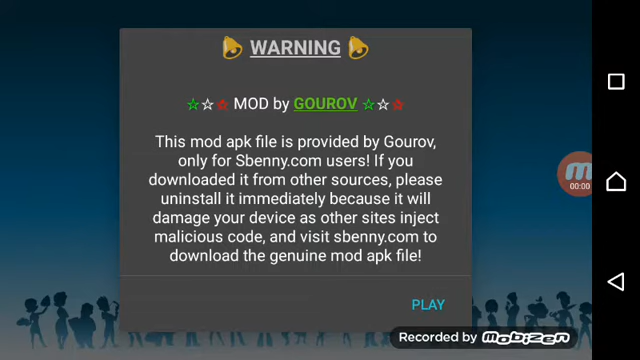 WARNING
MOD by GOUROV
This mod apk file is provided by Gourov,
only for Sbenny.com users! If you
downloaded it from other sources, please
uninstall it immediately because it will
damage your device as other sites inject
malicious code, and visit sbenny.com to
download the genuine mod apk file!
PLAY
00:00
Recorded by mobizen